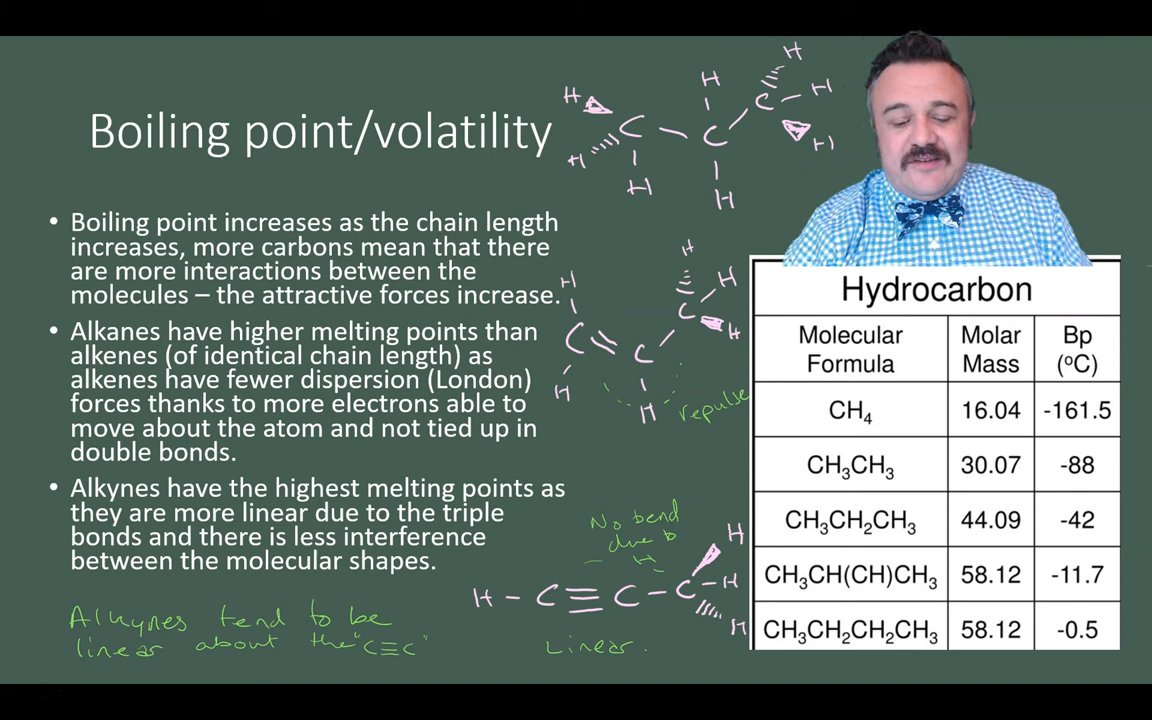 Boiling point/volatility
• Boiling point increases as the chain length
increases, more carbons mean that there
are more interactions between the
molecules – the attractive forces increase.
• Alkanes have higher melting points than
alkenes (of identical chain length) as
alkenes have fewer dispersion (London)
forces thanks to more electrons able to
move about the atom and not tied up in
double bonds.
• Alkynes have the highest melting points as
they are more linear due to the triple
bonds and there is less interference
between the molecular shapes.
Alkynes tend to be
linear about the "C≡C"
H
H
H
H
C
C
C
H
H
H
H
H
H
H
C
C
C
H
H
H
repulse
No bend
due to
H
H
H – C ≡ C – C – H
H
Linear.
Hydrocarbon
Molecular Formula Molar Mass Bp (°C)
CH₄ 16.04 -161.5
CH₃CH₃ 30.07 -88
CH₃CH₂CH₃ 44.09 -42
CH₃CH(CH)CH₃ 58.12 -11.7
CH₃CH₂CH₂CH₃ 58.12 -0.5